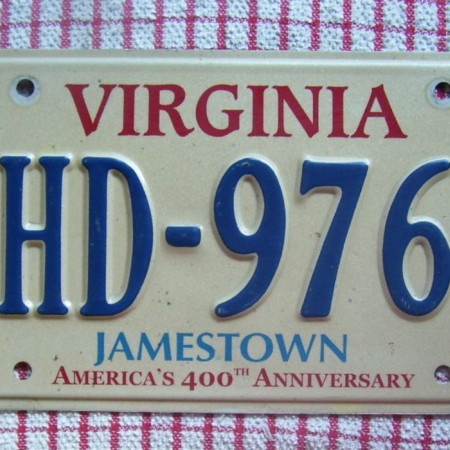 VIRGINIA
HD-976
JAMESTOWN
AMERICA'S 400TH ANNIVERSARY